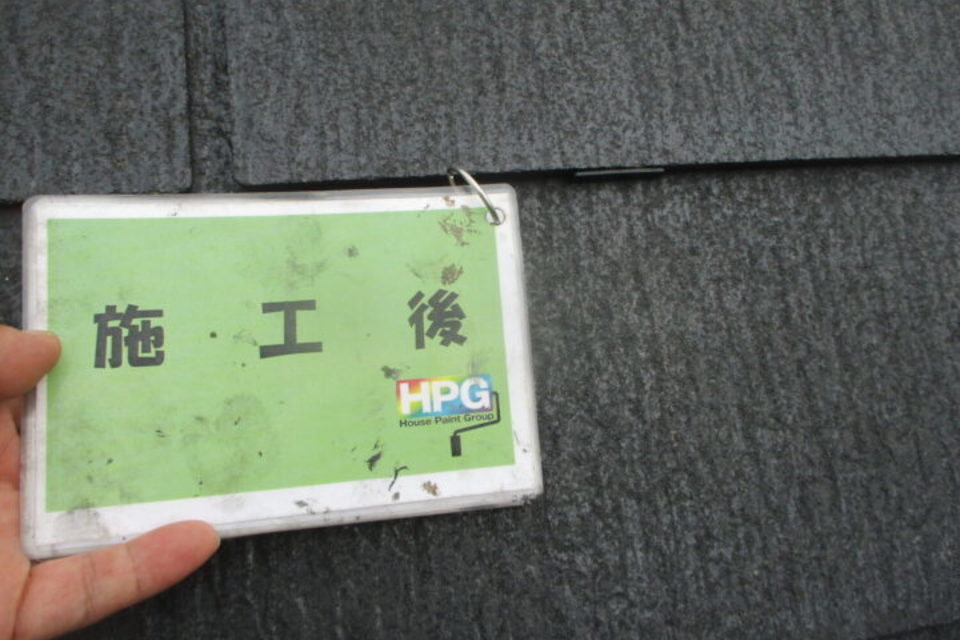 施工後
HPG
House Paint Group